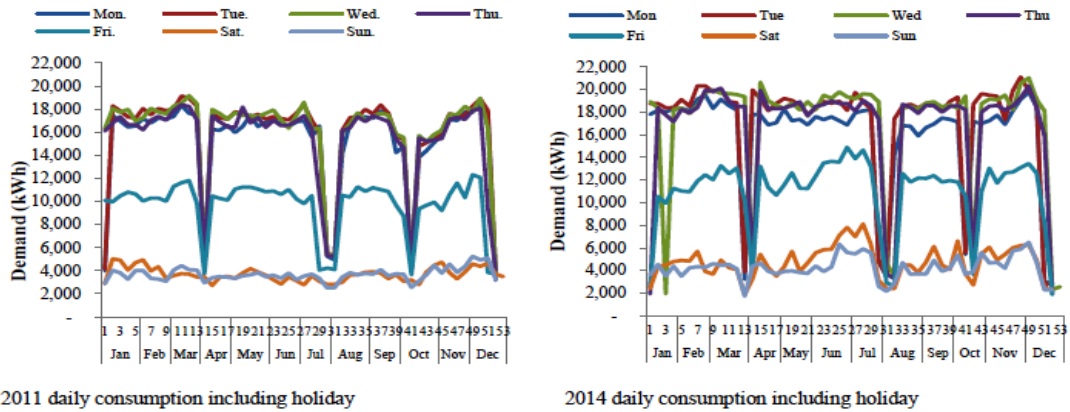 Mon. Tue. Wed. Thu.
Fri. Sat. Sun.
Demand (kWh)
22,000
20,000
18,000
16,000
14,000
12,000
10,000
8,000
6,000
4,000
2,000
-
1 3 5 7 9 11 13 15 17 19 21 23 25 27 29 31 33 35 37 39 41 43 45 47 49 51 53
Jan Feb Mar Apr May Jun Jul Aug Sep Oct Nov Dec
2011 daily consumption including holiday
Mon Tue Wed Thu
Fri Sat Sun
Demand (kWh)
22,000
20,000
18,000
16,000
14,000
12,000
10,000
8,000
6,000
4,000
2,000
-
1 3 5 7 9 11 13 15 17 19 21 23 25 27 29 31 33 35 37 39 41 43 45 47 49 51 53
Jan Feb Mar Apr May Jun Jul Aug Sep Oct Nov Dec
2014 daily consumption including holiday